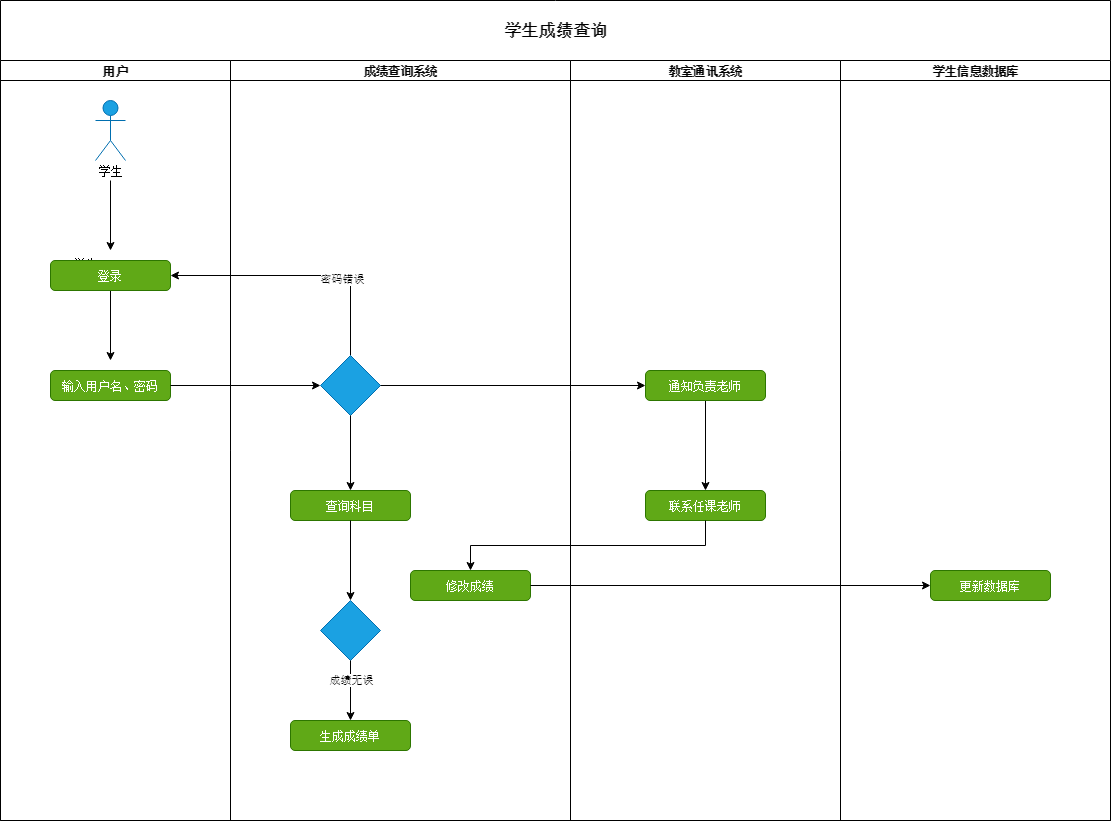 学生成绩查询
用户
成绩查询系统
教室通讯系统
学生信息数据库
学生
登录
密码错误
输入用户名、密码
通知负责老师
查询科目
联系任课老师
修改成绩
更新数据库
成绩无误
生成成绩单